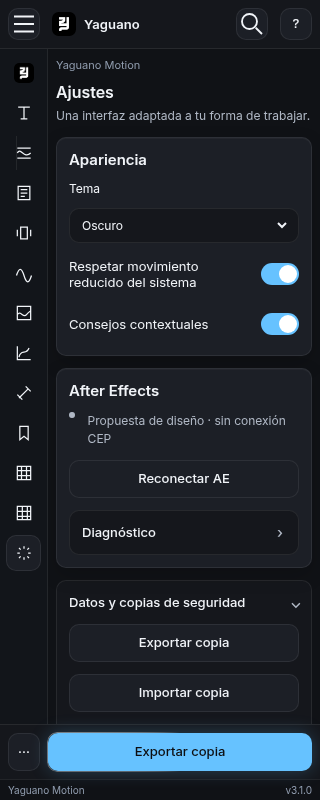 Yaguano
?
Yaguano Motion
Ajustes
Una interfaz adaptada a tu forma de trabajar.
Apariencia
Tema
Oscuro
Respetar movimiento
reducido del sistema
Consejos contextuales
After Effects
Propuesta de diseño · sin conexión
CEP
Reconectar AE
Diagnóstico
Datos y copias de seguridad
Exportar copia
Importar copia
Exportar copia
Yaguano Motion
v3.1.0